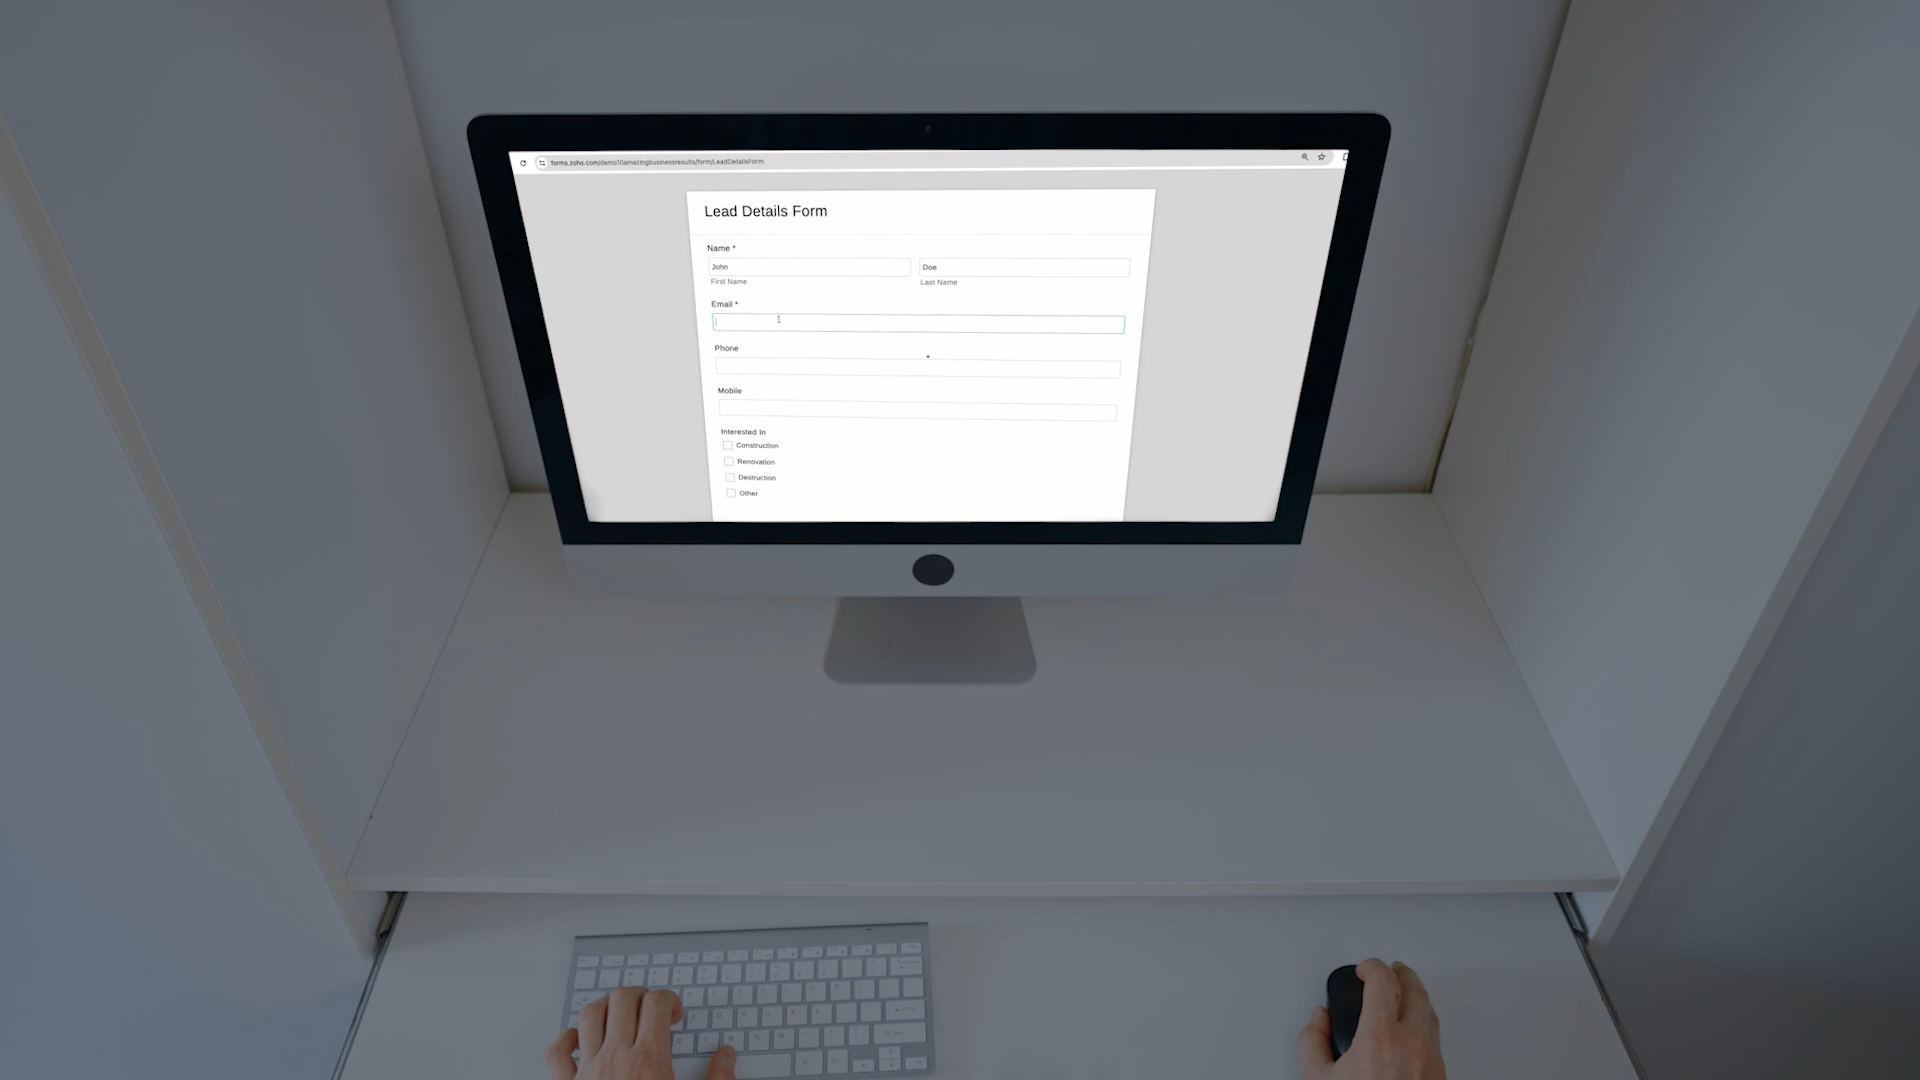 forms.zoho.com/demo10amazingbusinessresults/form/LeadDetailsForm
Lead Details Form
Name *
John Doe
First Name Last Name
Email *
Phone
Mobile
Interested In
Construction
Renovation
Destruction
Other